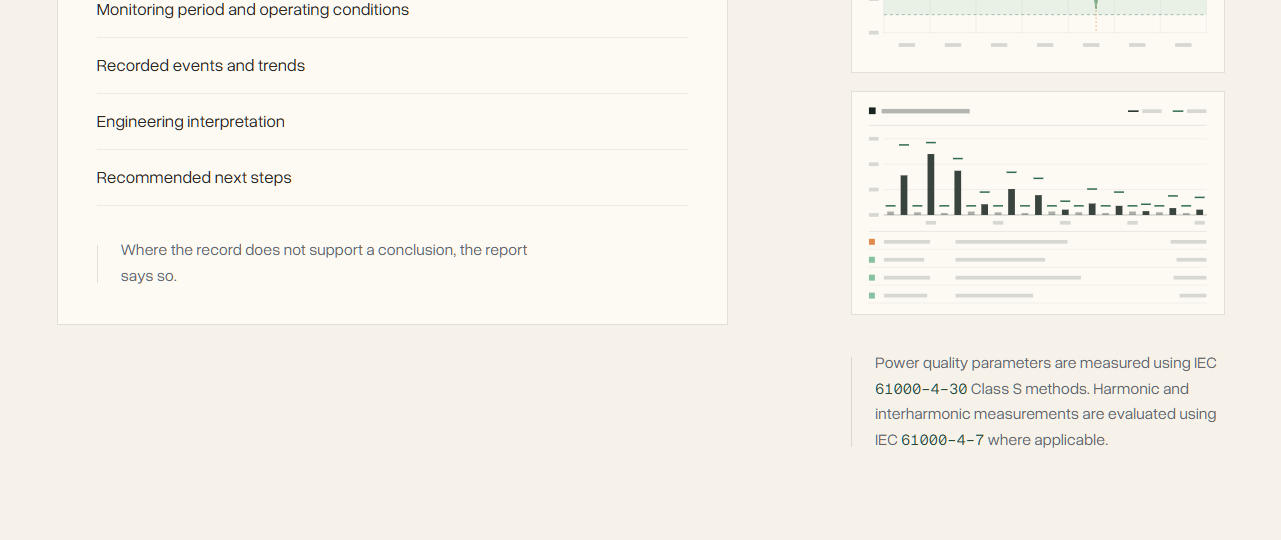 Monitoring period and operating conditions
Recorded events and trends
Engineering interpretation
Recommended next steps
Where the record does not support a conclusion, the report
says so.
Power quality parameters are measured using IEC
61000-4-30 Class S methods. Harmonic and
interharmonic measurements are evaluated using
IEC 61000-4-7 where applicable.